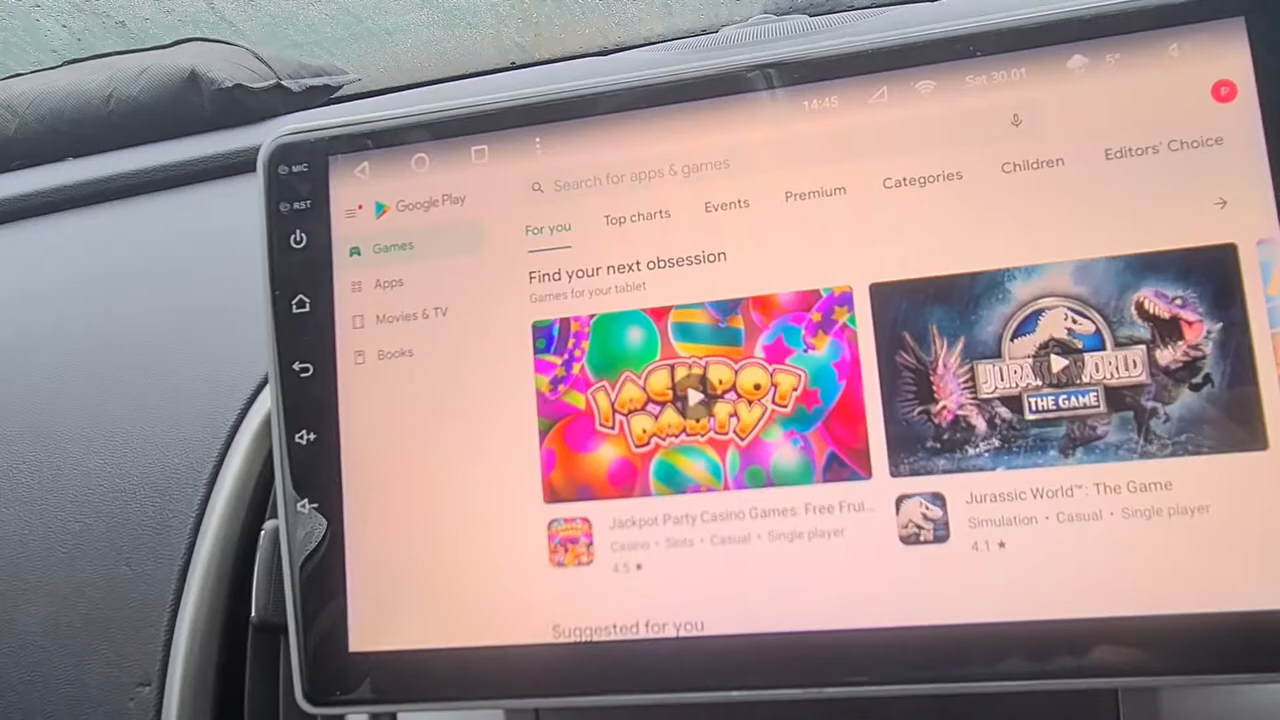 14:45
Sat 30.01
5°
P
MIC
RST
Google Play
Search for apps & games
Games
Apps
Movies & TV
Books
For you
Top charts
Events
Premium
Categories
Children
Editors' Choice
Find your next obsession
Games for your tablet
JACKPOT
PARTY
JURASSIC WORLD
THE GAME
Jackpot Party Casino Games: Free Frui...
Casino • Slots • Casual • Single player
4.5 ★
Jurassic World™: The Game
Simulation • Casual • Single player
4.1 ★
Suggested for you